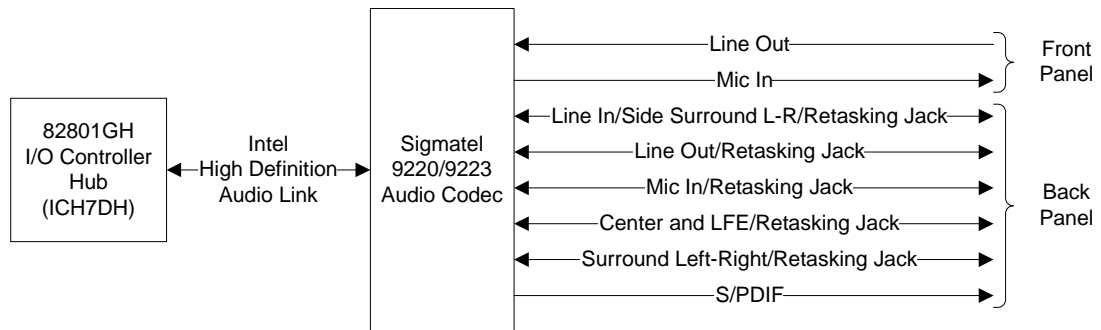 82801GH
I/O Controller
Hub
(ICH7DH)
Intel
High Definition
Audio Link
Sigmatel
9220/9223
Audio Codec
Line Out
Mic In
Front
Panel
Line In/Side Surround L-R/Retasking Jack
Line Out/Retasking Jack
Mic In/Retasking Jack
Center and LFE/Retasking Jack
Surround Left-Right/Retasking Jack
S/PDIF
Back
Panel